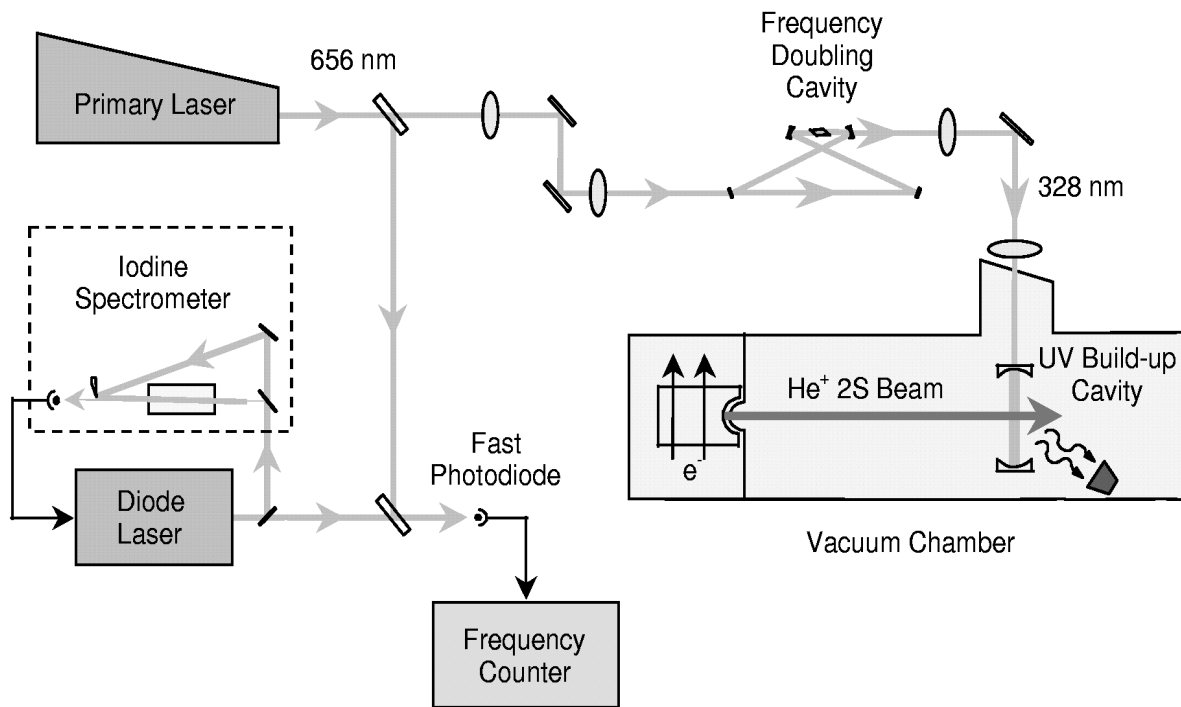 Frequency
Doubling
Cavity
656 nm
Primary Laser
328 nm
Iodine
Spectrometer
UV Build-up
Cavity
He⁺ 2S Beam
e⁻
Fast
Photodiode
Diode
Laser
Vacuum Chamber
Frequency
Counter